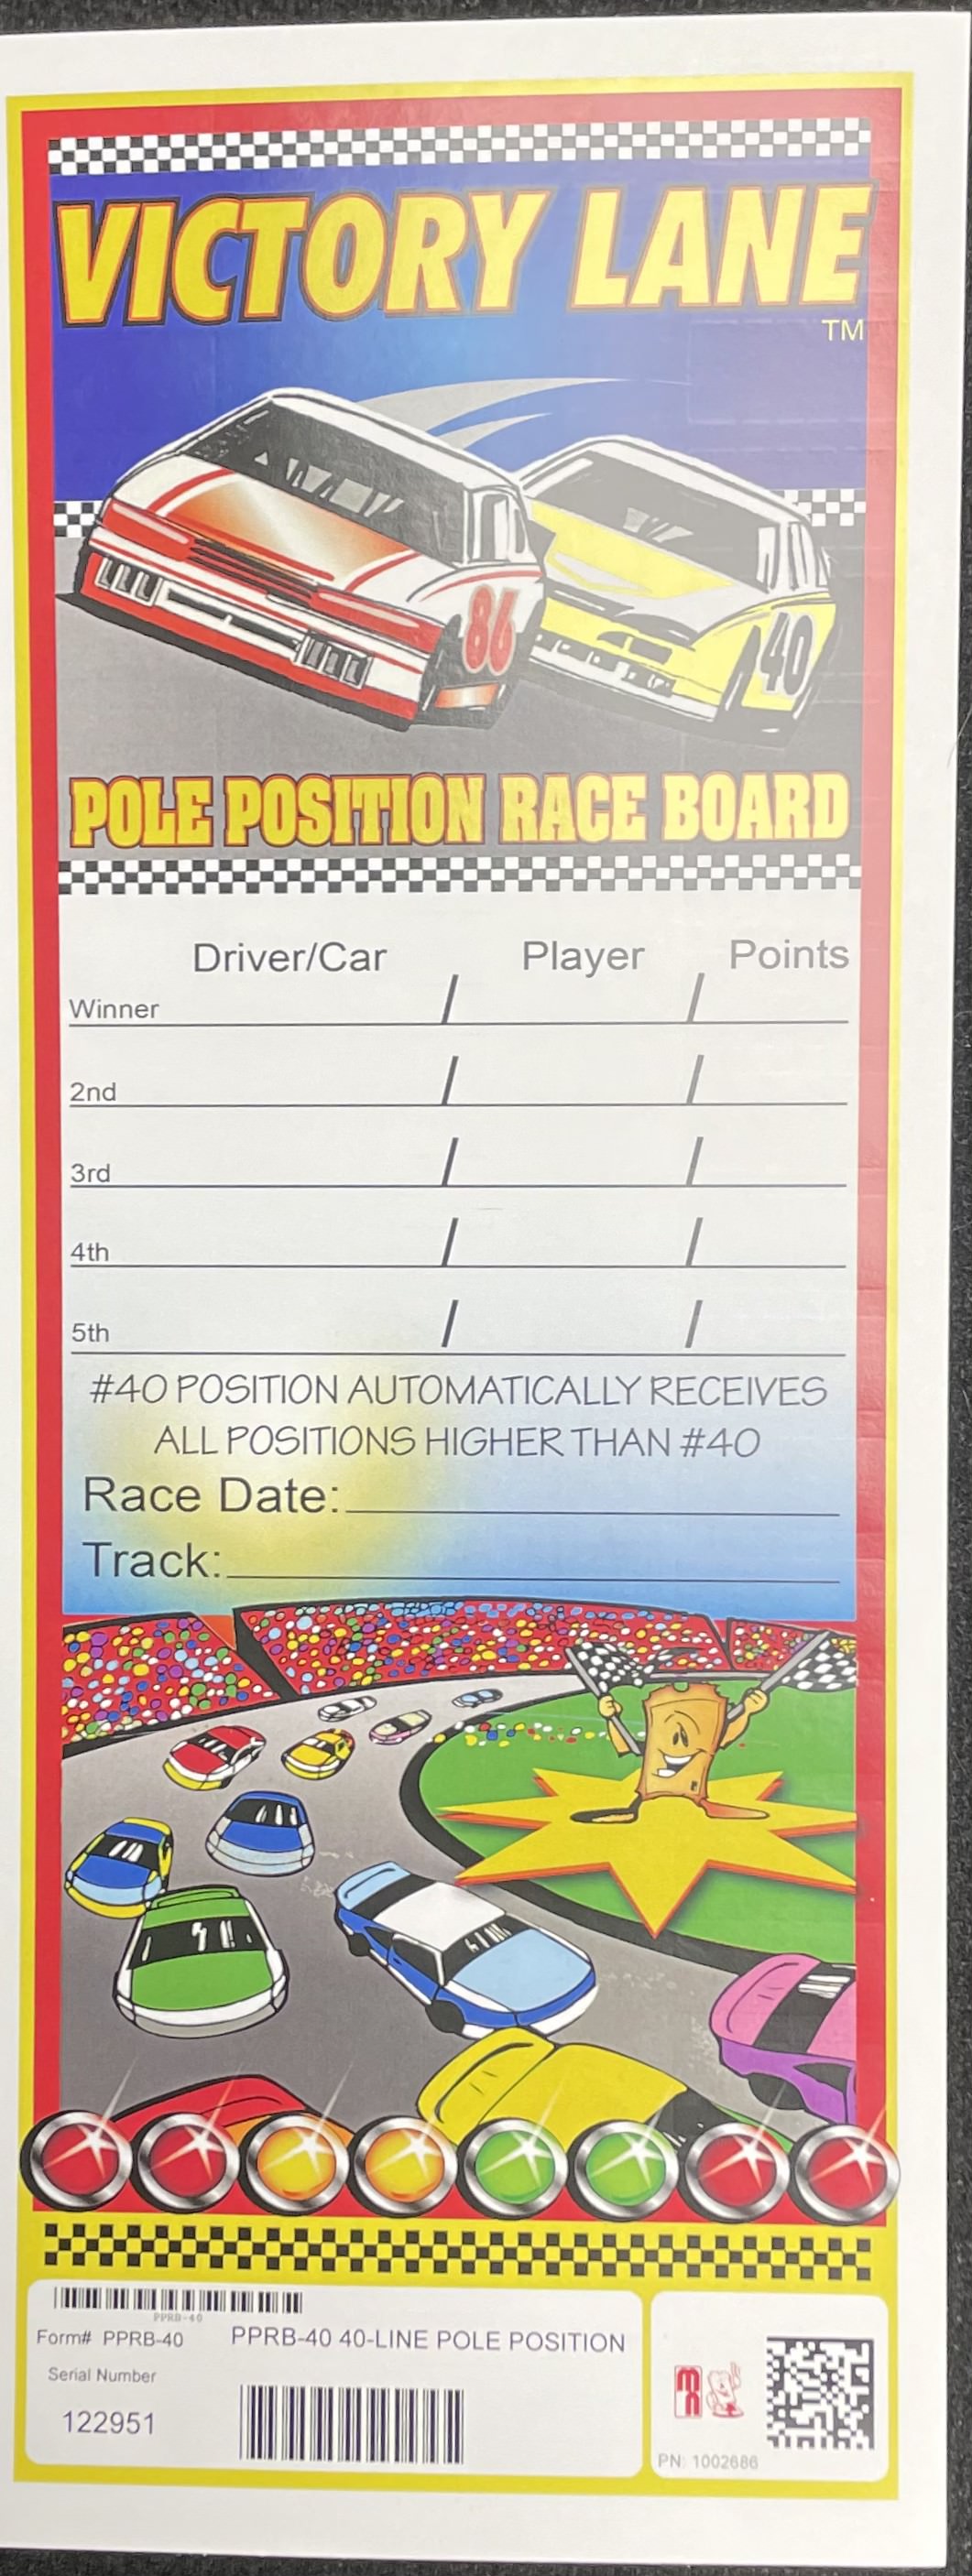 VICTORY LANE
TM
86
40
POLE POSITION RACE BOARD
Driver/Car Player Points
Winner / /
2nd / /
3rd / /
4th / /
5th / /
#40 POSITION AUTOMATICALLY RECEIVES
ALL POSITIONS HIGHER THAN #40
Race Date:
Track:
PPRB-40
Form# PPRB-40 PPRB-40 40-LINE POLE POSITION
Serial Number
122951
PN: 1002686